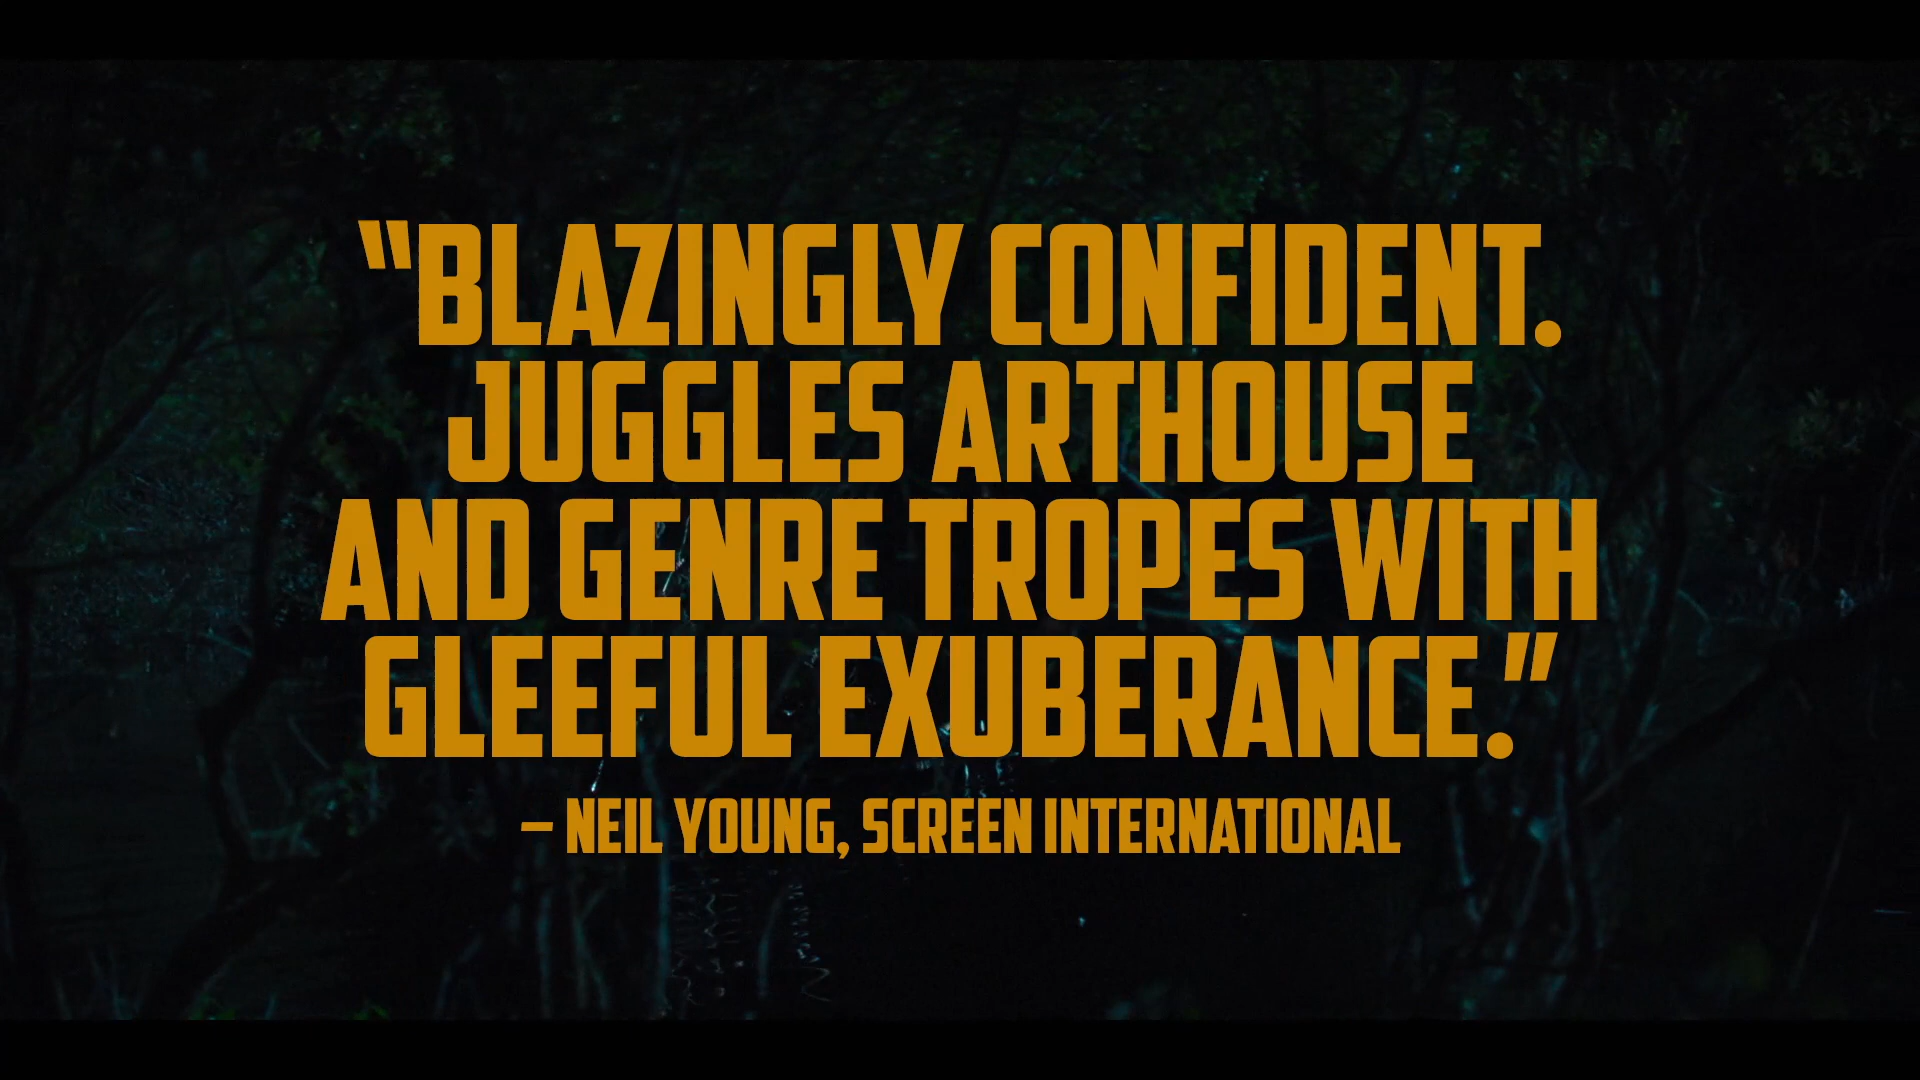 “BLAZINGLY CONFIDENT.
JUGGLES ARTHOUSE
AND GENRE TROPES WITH
GLEEFUL EXUBERANCE.”
– NEIL YOUNG, SCREEN INTERNATIONAL